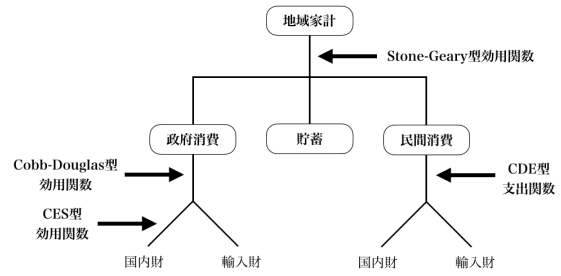 地域家計
Stone-Geary型効用関数
政府消費
貯蓄
民間消費
Cobb-Douglas型
効用関数
CDE型
支出関数
CES型
効用関数
国内財
輸入財
国内財
輸入財